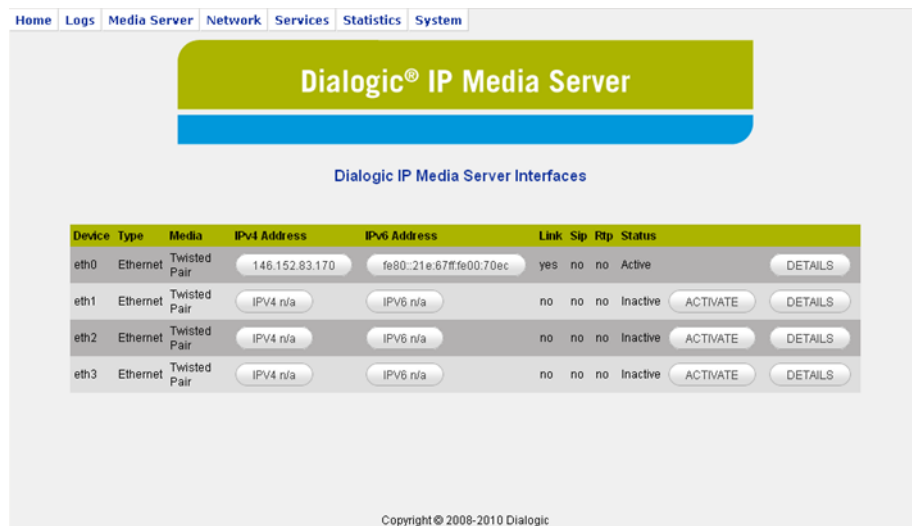 Home Logs Media Server Network Services Statistics System
Dialogic® IP Media Server
Dialogic IP Media Server Interfaces
Device Type Media IPv4 Address IPv6 Address Link Sip Rtp Status
eth0 Ethernet Twisted Pair 146.152.83.170 fe80::21e:67ff:fe00:70ec yes no no Active DETAILS
eth1 Ethernet Twisted Pair IPV4 n/a IPV6 n/a no no no Inactive ACTIVATE DETAILS
eth2 Ethernet Twisted Pair IPV4 n/a IPV6 n/a no no no Inactive ACTIVATE DETAILS
eth3 Ethernet Twisted Pair IPV4 n/a IPV6 n/a no no no Inactive ACTIVATE DETAILS
Copyright © 2008-2010 Dialogic